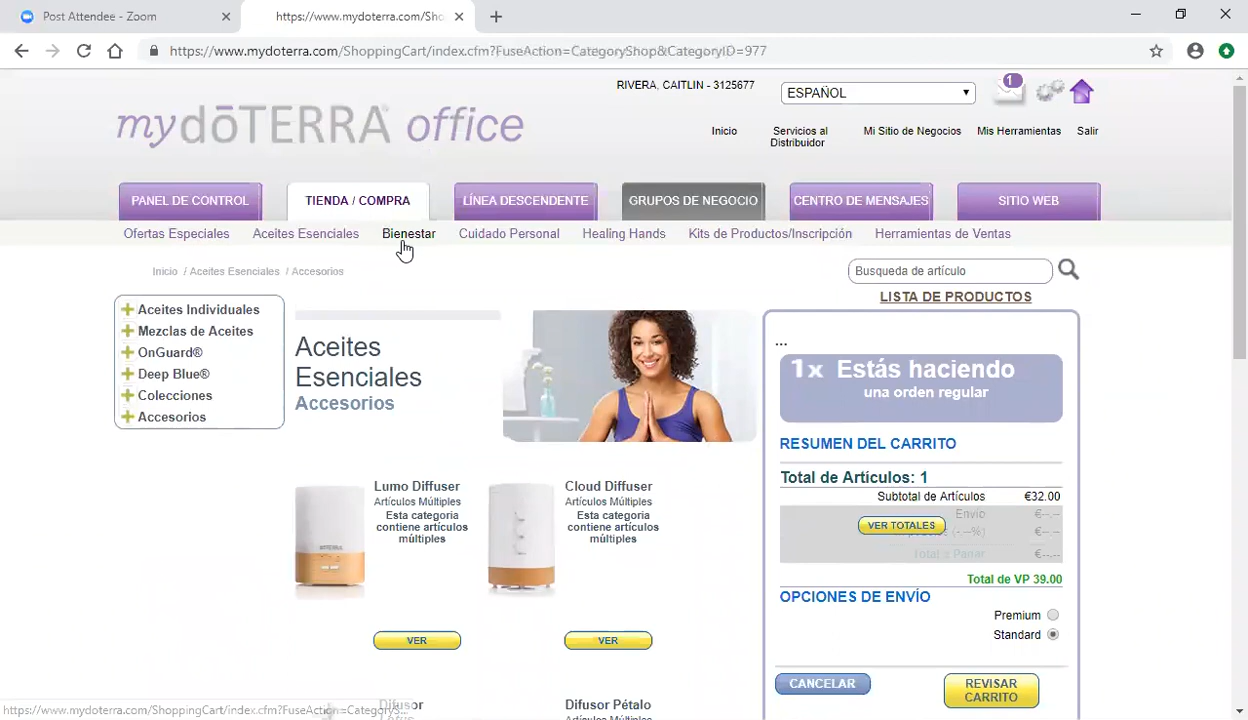 Post Attendee - Zoom
https://www.mydoterra.com/Sho
https://www.mydoterra.com/ShoppingCart/index.cfm?FuseAction=CategoryShop&CategoryID=977
RIVERA, CAITLIN - 3125677
ESPAÑOL
1
mydōTERRA® office
Inicio
Servicios al
Distribuidor
Mi Sitio de Negocios
Mis Herramientas
Salir
PANEL DE CONTROL
TIENDA / COMPRA
LÍNEA DESCENDENTE
GRUPOS DE NEGOCIO
CENTRO DE MENSAJES
SITIO WEB
Ofertas Especiales
Aceites Esenciales
Bienestar
Cuidado Personal
Healing Hands
Kits de Productos/Inscripción
Herramientas de Ventas
Inicio / Aceites Esenciales / Accesorios
Busqueda de artículo
LISTA DE PRODUCTOS
Aceites Individuales
Mezclas de Aceites
OnGuard®
Deep Blue®
Colecciones
Accesorios
Aceites
Esenciales
Accesorios
Lumo Diffuser
Artículos Múltiples
Esta categoria
contiene artículos
múltiples
VER
Cloud Diffuser
Artículos Múltiples
Esta categoria
contiene artículos
múltiples
VER
Difusor
Lotus
Difusor Pétalo
Artículos Múltiples
...
1x Estás haciendo
una orden regular
RESUMEN DEL CARRITO
Total de Artículos: 1
Subtotal de Artículos €32.00
Envío €--.--
VER TOTALES
(-.--%) €--.--
€--.--
Total de VP 39.00
OPCIONES DE ENVÍO
Premium
Standard
CANCELAR
REVISAR
CARRITO
https://www.mydoterra.com/ShoppingCart/index.cfm?FuseAction=CategoryS...